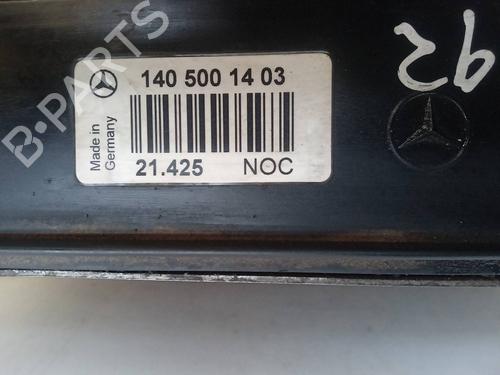 B-PARTS
140 500 14 03
Made in
Germany
21.425 NOC
92